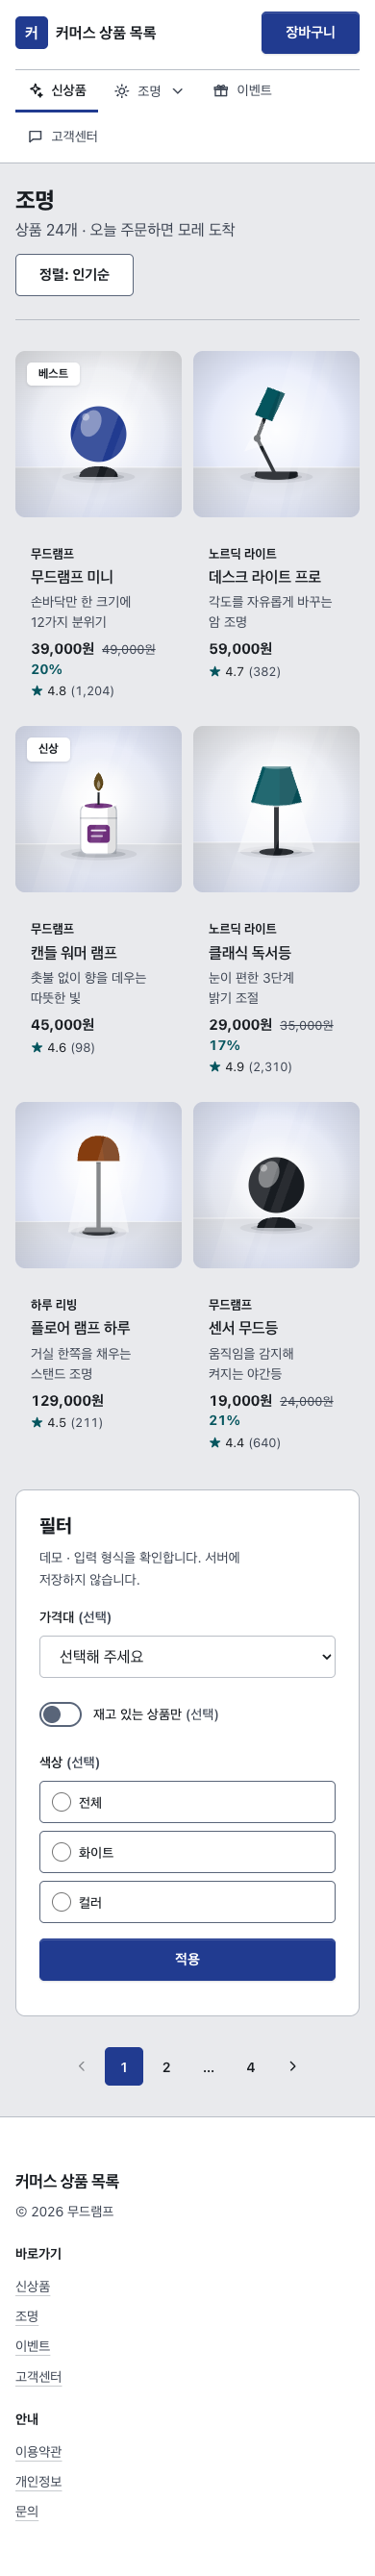 커 커머스 상품 목록 장바구니
신상품 조명 이벤트
고객센터
조명
상품 24개 · 오늘 주문하면 모레 도착
정렬: 인기순
베스트
무드램프
무드램프 미니
손바닥만 한 크기에
12가지 분위기
39,000원 49,000원
20%
★ 4.8 (1,204)
노르딕 라이트
데스크 라이트 프로
각도를 자유롭게 바꾸는
암 조명
59,000원
★ 4.7 (382)
신상
무드램프
캔들 워머 램프
촛불 없이 향을 데우는
따뜻한 빛
45,000원
★ 4.6 (98)
노르딕 라이트
클래식 독서등
눈이 편한 3단계
밝기 조절
29,000원 35,000원
17%
★ 4.9 (2,310)
하루 리빙
플로어 램프 하루
거실 한쪽을 채우는
스탠드 조명
129,000원
★ 4.5 (211)
무드램프
센서 무드등
움직임을 감지해
켜지는 야간등
19,000원 24,000원
21%
★ 4.4 (640)
필터
데모 · 입력 형식을 확인합니다. 서버에
저장하지 않습니다.
가격대 (선택)
선택해 주세요
재고 있는 상품만 (선택)
색상 (선택)
전체
화이트
컬러
적용
1 2 … 4
커머스 상품 목록
© 2026 무드램프
바로가기
신상품
조명
이벤트
고객센터
안내
이용약관
개인정보
문의